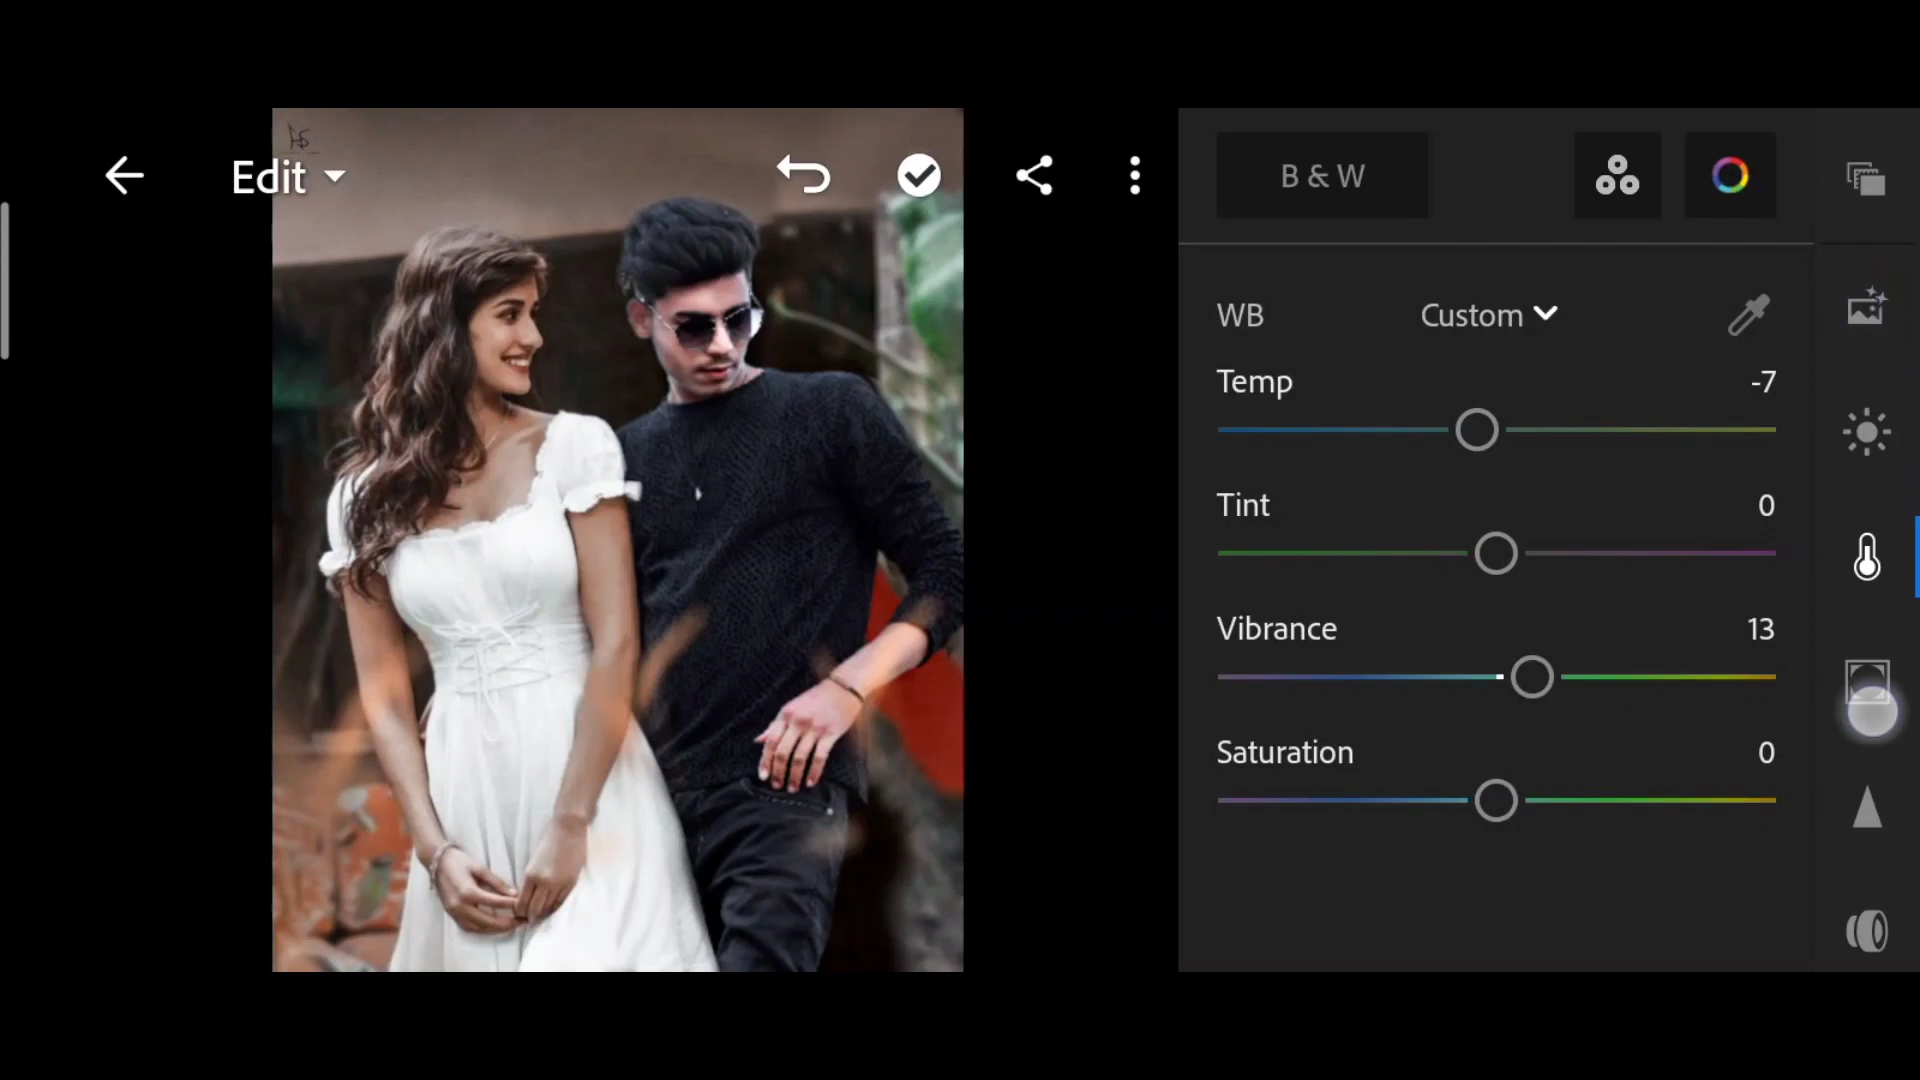 Edit
B & W
WB Custom
Temp -7
Tint 0
Vibrance 13
Saturation 0